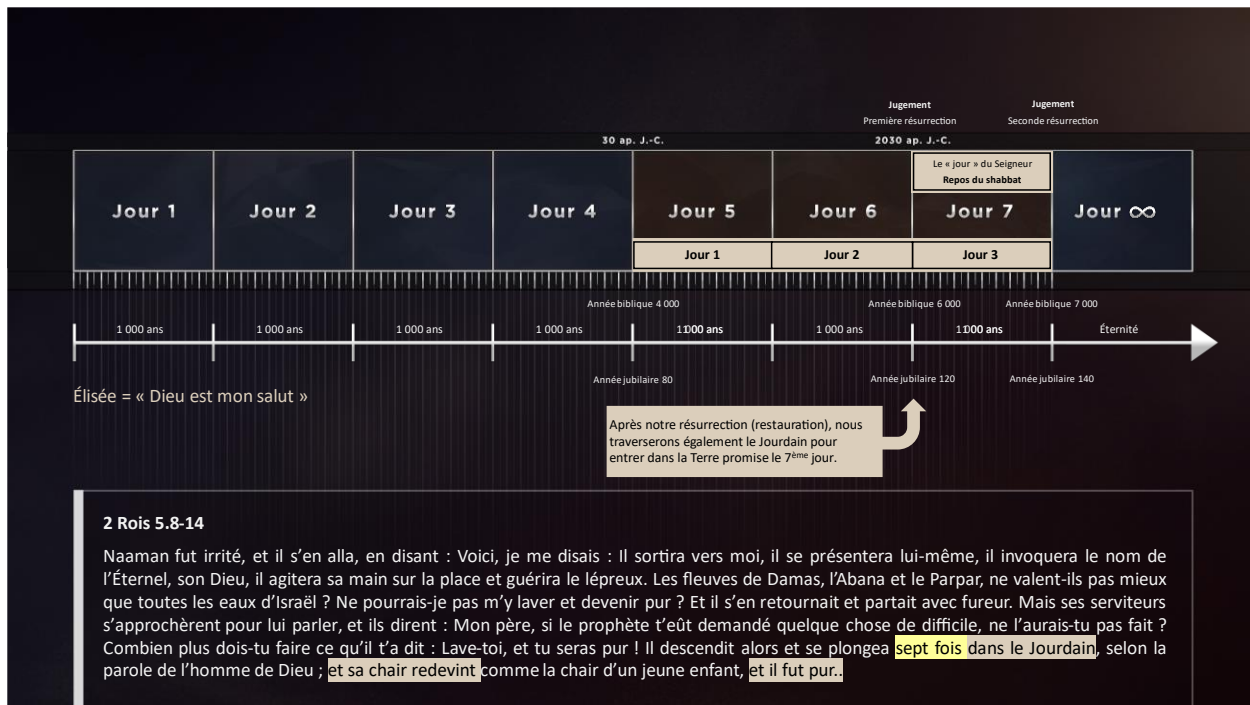 Jugement
Jugement
Première résurrection
Seconde résurrection
30 ap. J.-C.
2030 ap. J.-C.
Le « jour » du Seigneur
Repos du shabbat
Jour 1
Jour 2
Jour 3
Jour 4
Jour 5
Jour 6
Jour 7
Jour ∞
Jour 1
Jour 2
Jour 3
Année biblique 4 000
Année biblique 6 000
Année biblique 7 000
1 000 ans
1 000 ans
1 000 ans
1 000 ans
1 000 ans
1 000 ans
1 000 ans
Éternité
Année jubilaire 80
Année jubilaire 120
Année jubilaire 140
Élisée = « Dieu est mon salut »
Après notre résurrection (restauration), nous
traverserons également le Jourdain pour
entrer dans la Terre promise le 7ème jour.
2 Rois 5.8-14
Naaman fut irrité, et il s’en alla, en disant : Voici, je me disais : Il sortira vers moi, il se présentera lui-même, il invoquera le nom de
l’Éternel, son Dieu, il agitera sa main sur la place et guérira le lépreux. Les fleuves de Damas, l’Abana et le Parpar, ne valent-ils pas mieux
que toutes les eaux d’Israël ? Ne pourrais-je pas m’y laver et devenir pur ? Et il s’en retournait et partait avec fureur. Mais ses serviteurs
s’approchèrent pour lui parler, et ils dirent : Mon père, si le prophète t’eût demandé quelque chose de difficile, ne l’aurais-tu pas fait ?
Combien plus dois-tu faire ce qu’il t’a dit : Lave-toi, et tu seras pur ! Il descendit alors et se plongea sept fois dans le Jourdain, selon la
parole de l’homme de Dieu ; et sa chair redevint comme la chair d’un jeune enfant, et il fut pur..